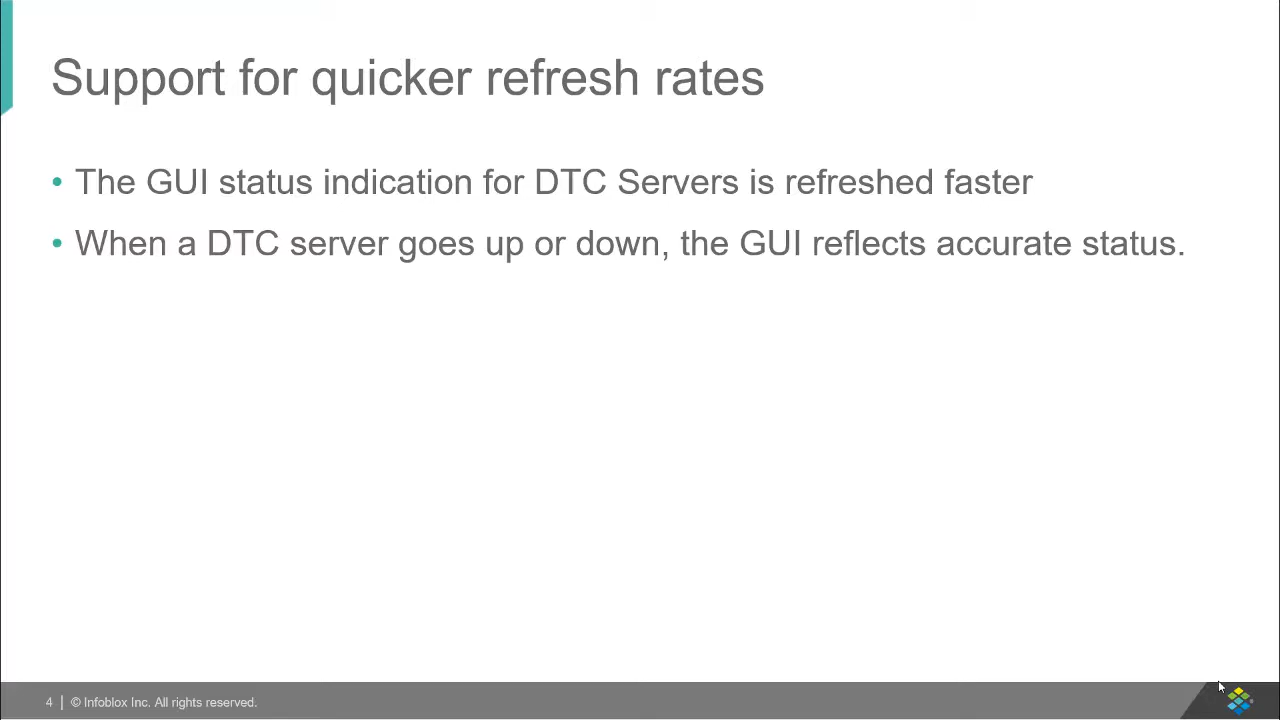 Support for quicker refresh rates
• The GUI status indication for DTC Servers is refreshed faster
• When a DTC server goes up or down, the GUI reflects accurate status.
4 | © Infoblox Inc. All rights reserved.